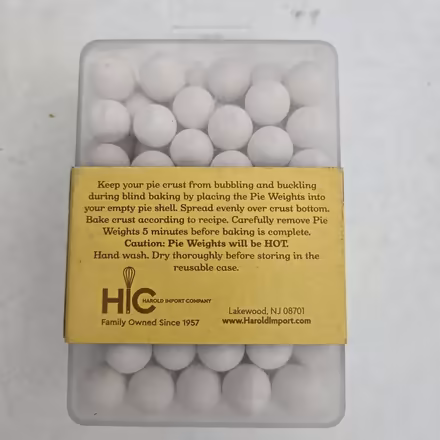 Keep your pie crust from bubbling and buckling
during blind baking by placing the Pie Weights into
your empty pie shell. Spread evenly over crust bottom.
Bake crust according to recipe. Carefully remove Pie
Weights 5 minutes before baking is complete.
Caution: Pie Weights will be HOT.
Hand wash. Dry thoroughly before storing in the
reusable case.
HIC HAROLD IMPORT COMPANY
Family Owned Since 1957
Lakewood, NJ 08701
www.HaroldImport.com